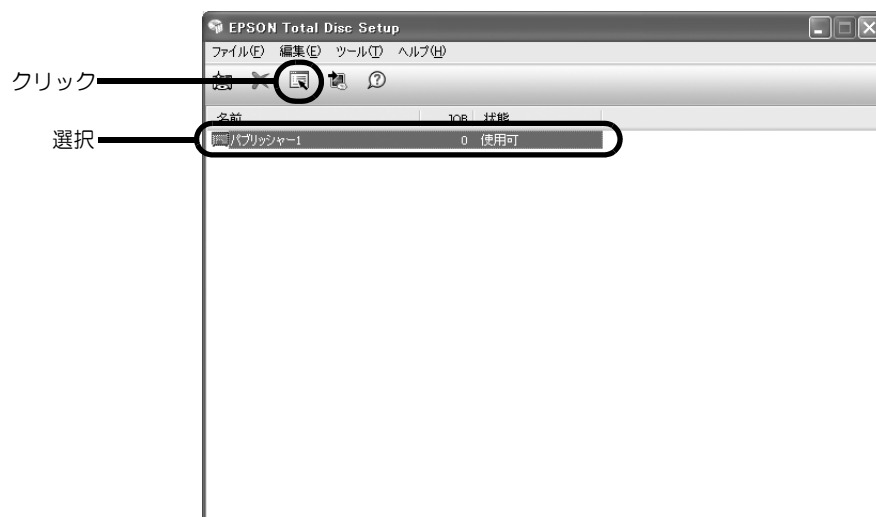 EPSON Total Disc Setup
ファイル(F) 編集(E) ツール(T) ヘルプ(H)
クリック
名前 JOB 状態
選択
パブリッシャー1 0 使用可